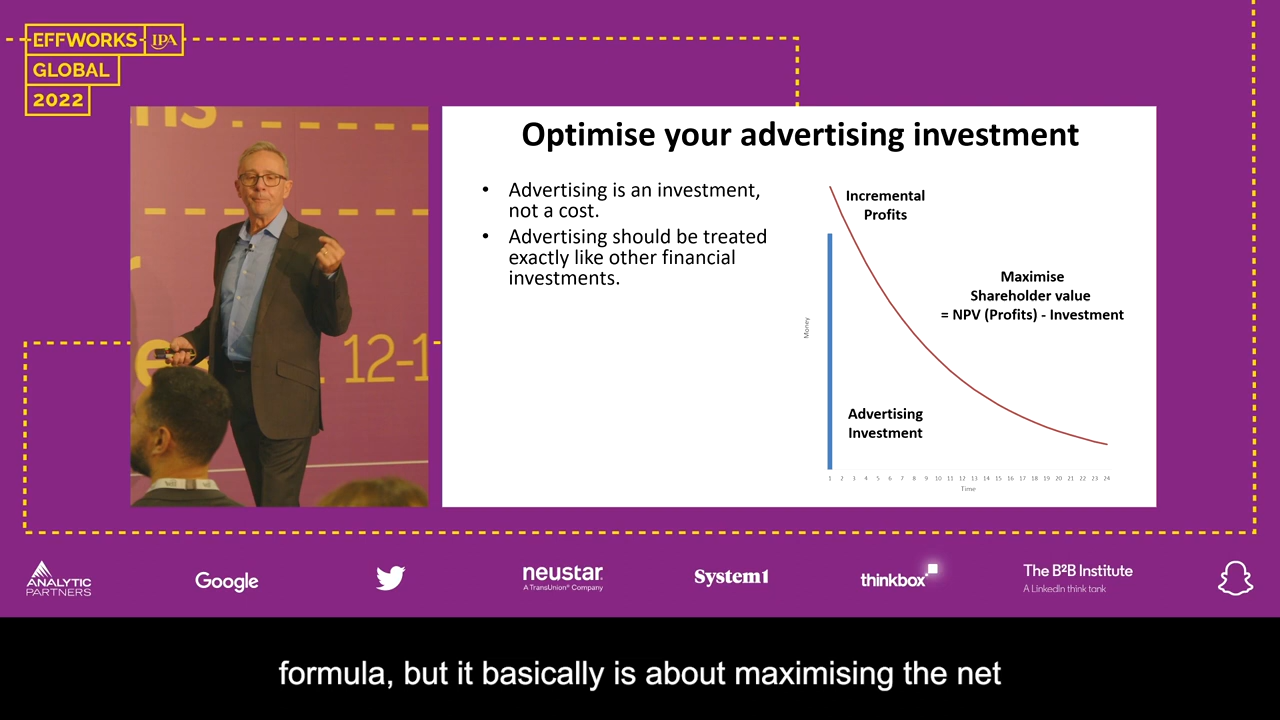 EFFWORKS IPA
GLOBAL
2022
Optimise your advertising investment
• Advertising is an investment,
not a cost.
• Advertising should be treated
exactly like other financial
investments.
Incremental
Profits
Maximise
Shareholder value
= NPV (Profits) - Investment
Advertising
Investment
Money
1 2 3 4 5 6 7 8 9 10 11 12 13 14 15 16 17 18 19 20 21 22 23 24
Time
12-1
ANALYTIC
PARTNERS
Google
neustar
A TransUnion® Company
System1
thinkbox
The B2B Institute
A LinkedIn think tank
formula, but it basically is about maximising the net